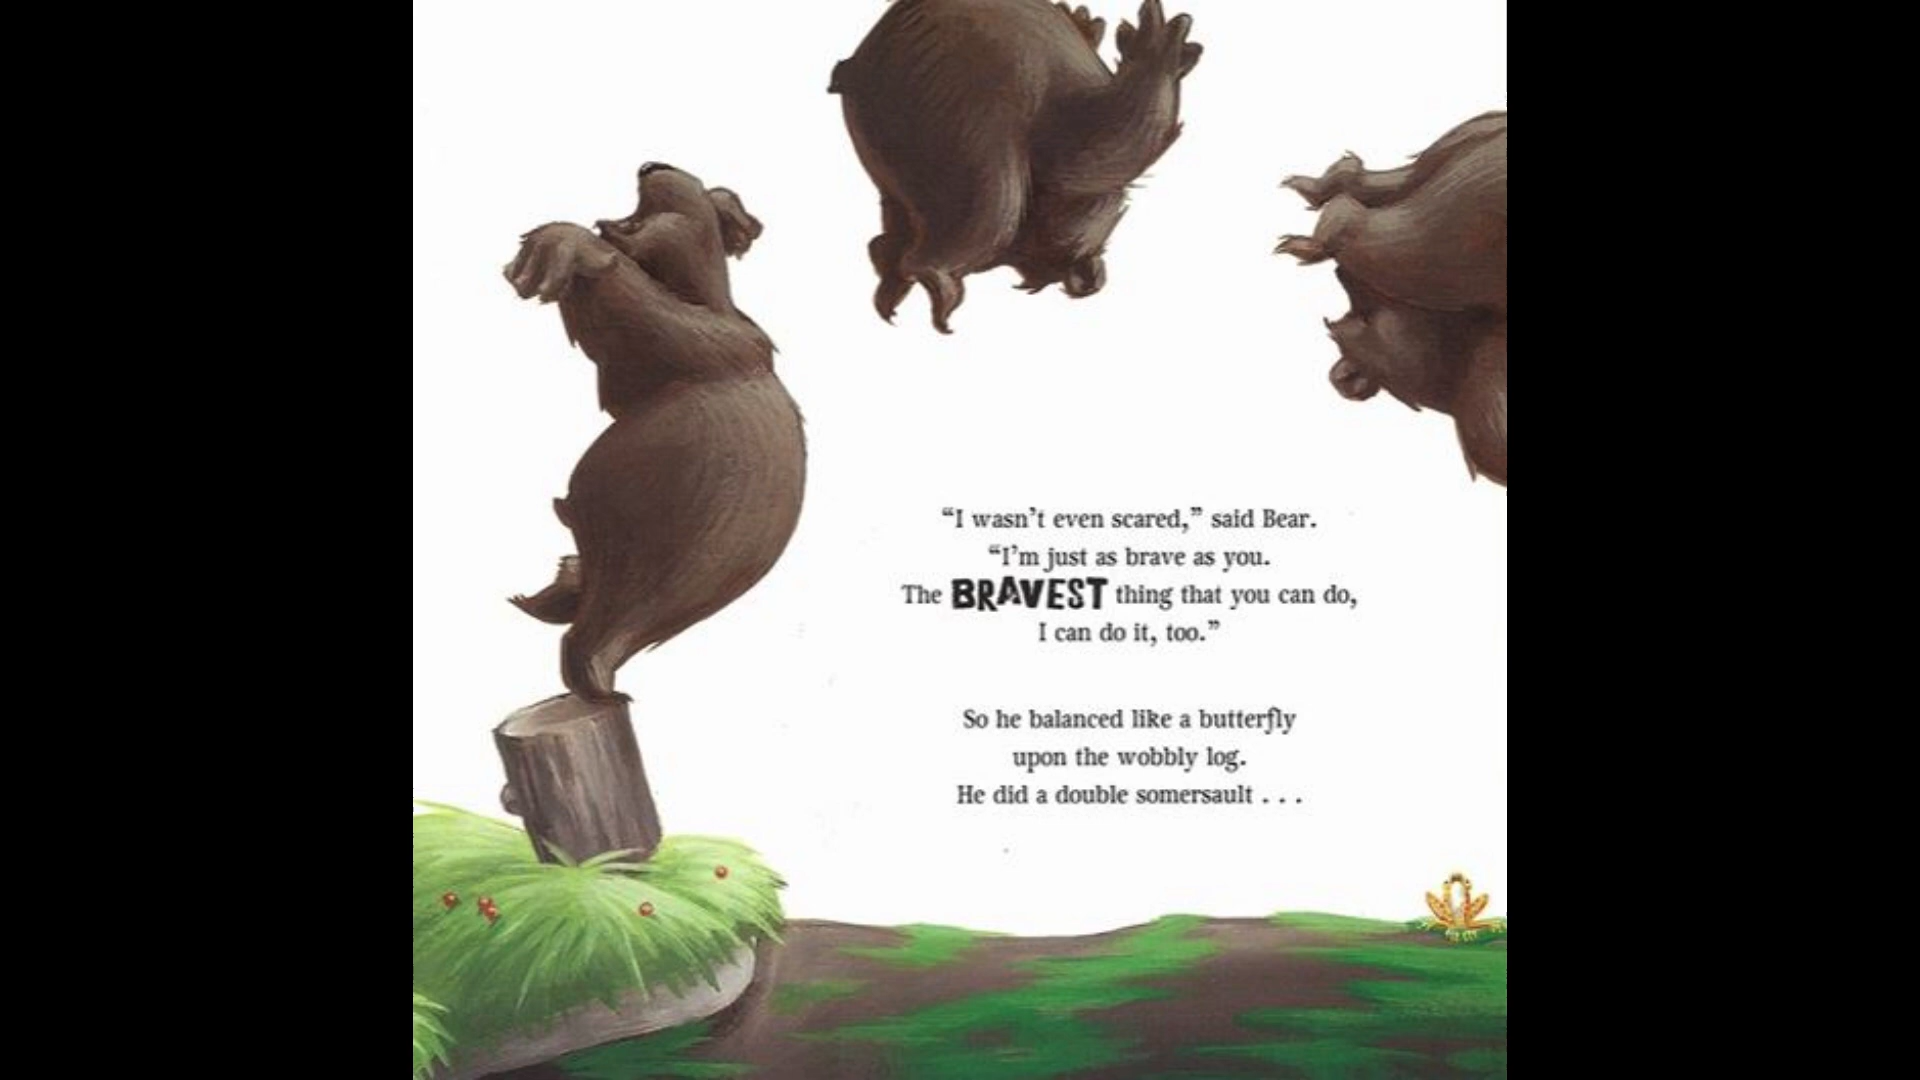 “I wasn’t even scared,” said Bear.
“I’m just as brave as you.
The BRAVEST thing that you can do,
I can do it, too.”
So he balanced like a butterfly
upon the wobbly log.
He did a double somersault . . .